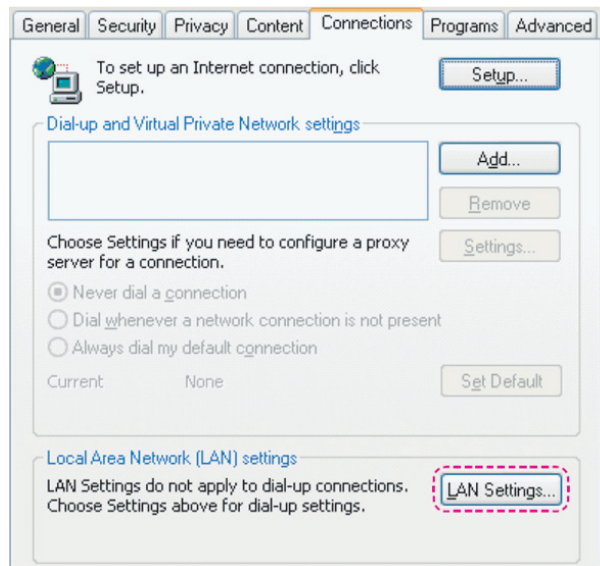 General Security Privacy Content Connections Programs Advanced
To set up an Internet connection, click
Setup.
Setup...
Dial-up and Virtual Private Network settings
Add...
Remove
Choose Settings if you need to configure a proxy
server for a connection.
Settings...
Never dial a connection
Dial whenever a network connection is not present
Always dial my default connection
Current None
Set Default
Local Area Network (LAN) settings
LAN Settings do not apply to dial-up connections.
Choose Settings above for dial-up settings.
LAN Settings...